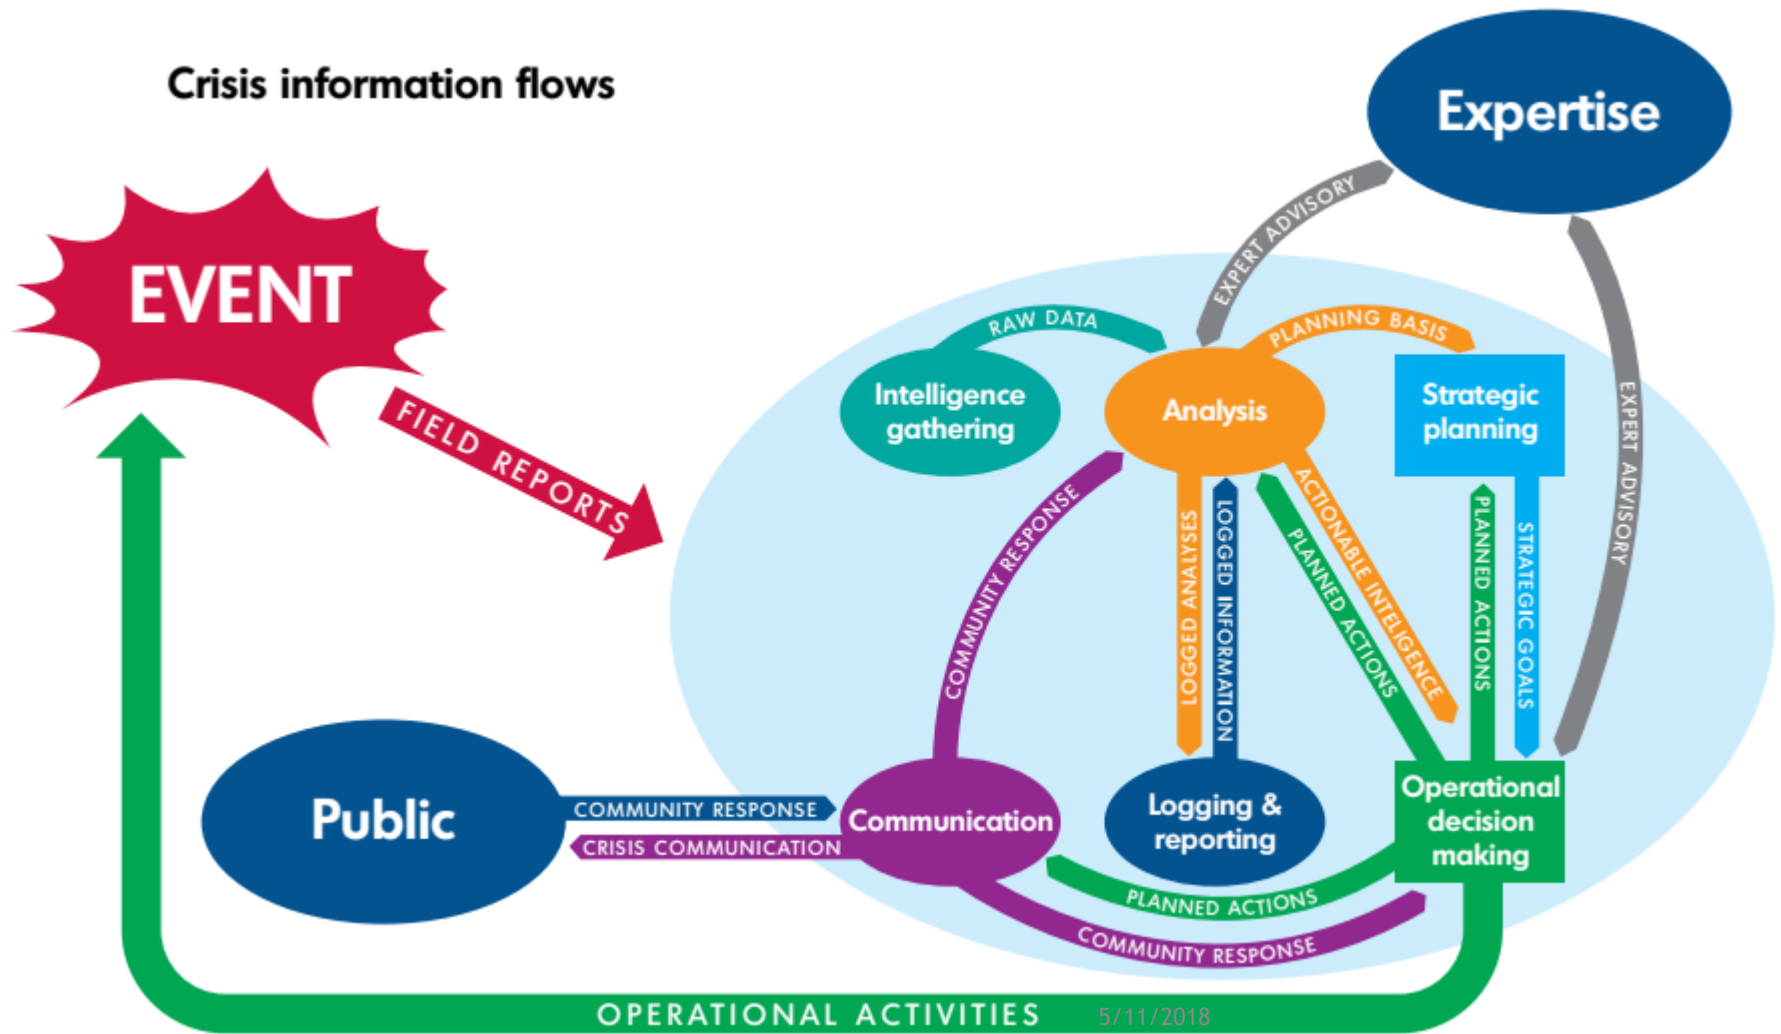 Crisis information flows
Expertise
EVENT
EXPERT ADVISORY
RAW DATA
PLANNING BASIS
Intelligence
gathering
Analysis
Strategic
planning
EXPERT ADVISORY
FIELD REPORTS
COMMUNITY RESPONSE
LOGGED ANALYSES
LOGGED INFORMATION
PLANNED ACTIONS
ACTIONABLE INTELIGENCE
PLANNED ACTIONS
STRATEGIC GOALS
Public
COMMUNITY RESPONSE
CRISIS COMMUNICATION
Communication
Logging &
reporting
Operational
decision
making
PLANNED ACTIONS
COMMUNITY RESPONSE
OPERATIONAL ACTIVITIES
5/11/2018